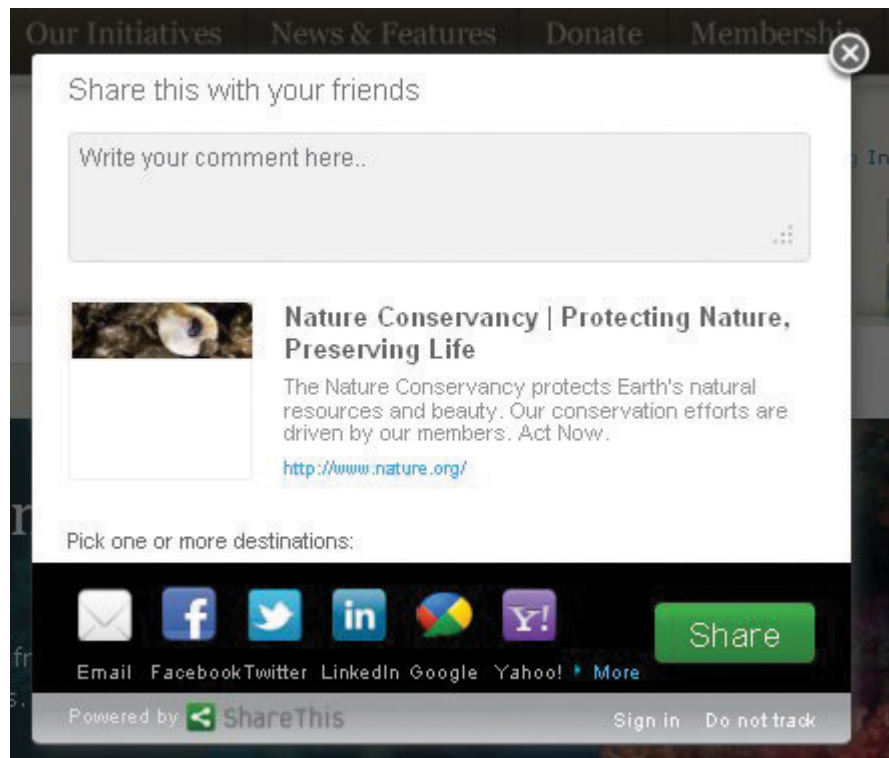 Our Initiatives News & Features Donate Membership
Share this with your friends
Write your comment here..
g In
Nature Conservancy | Protecting Nature,
Preserving Life
The Nature Conservancy protects Earth's natural
resources and beauty. Our conservation efforts are
driven by our members. Act Now.
http://www.nature.org/
Pick one or more destinations:
f in Y!
Share
Email Facebook Twitter LinkedIn Google Yahoo! More
Powered by ShareThis Sign in Do not track